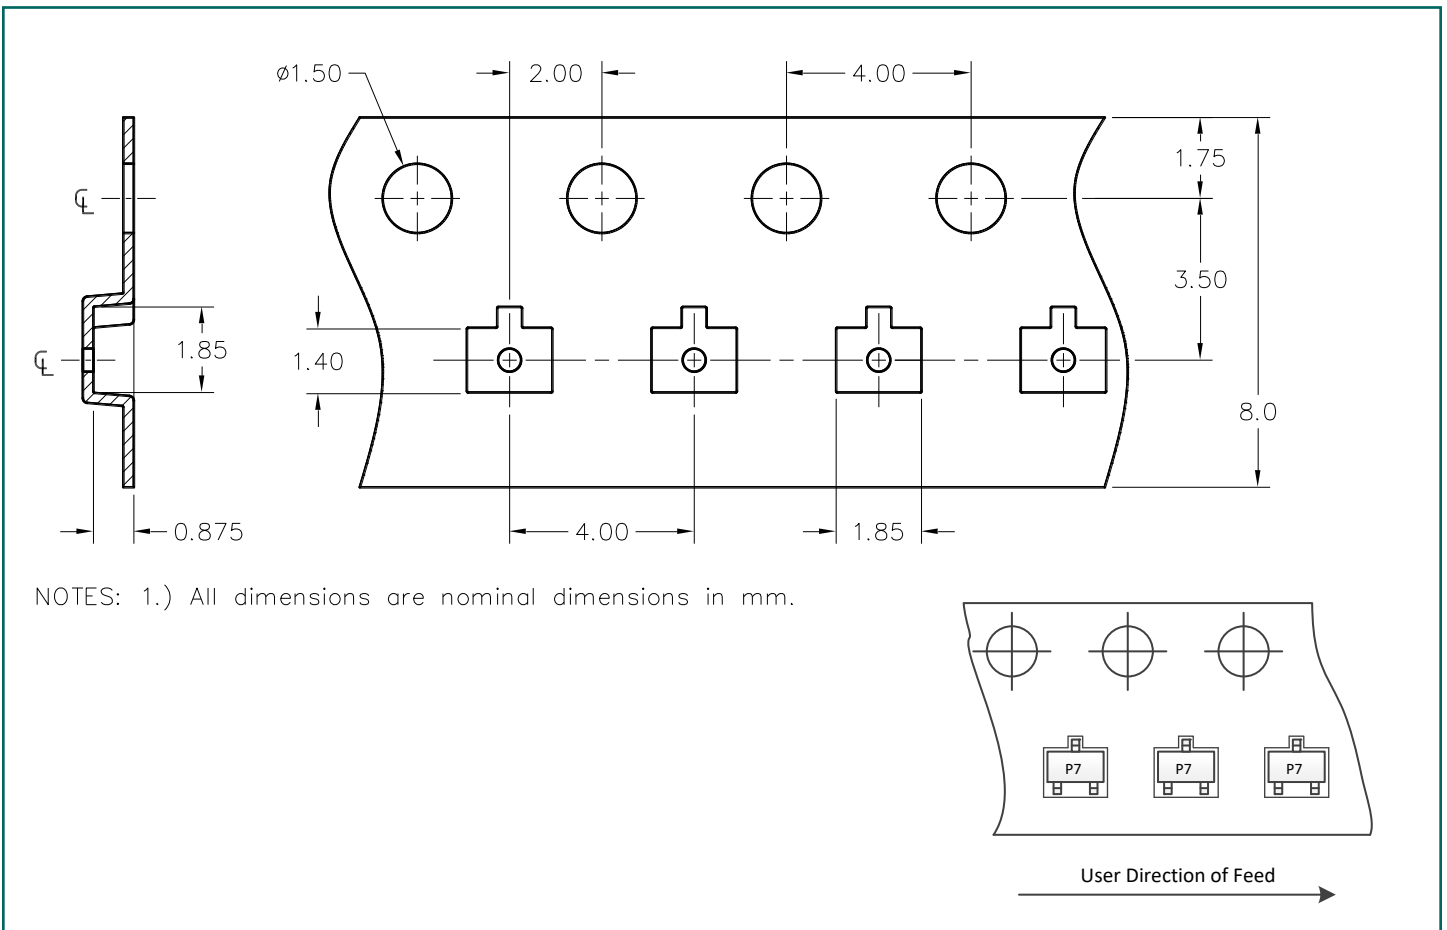 ø1.50
2.00
4.00
1.75
℄
3.50
1.85
1.40
℄
8.0
0.875
4.00
1.85
NOTES: 1.) All dimensions are nominal dimensions in mm.
P7
P7
P7
User Direction of Feed